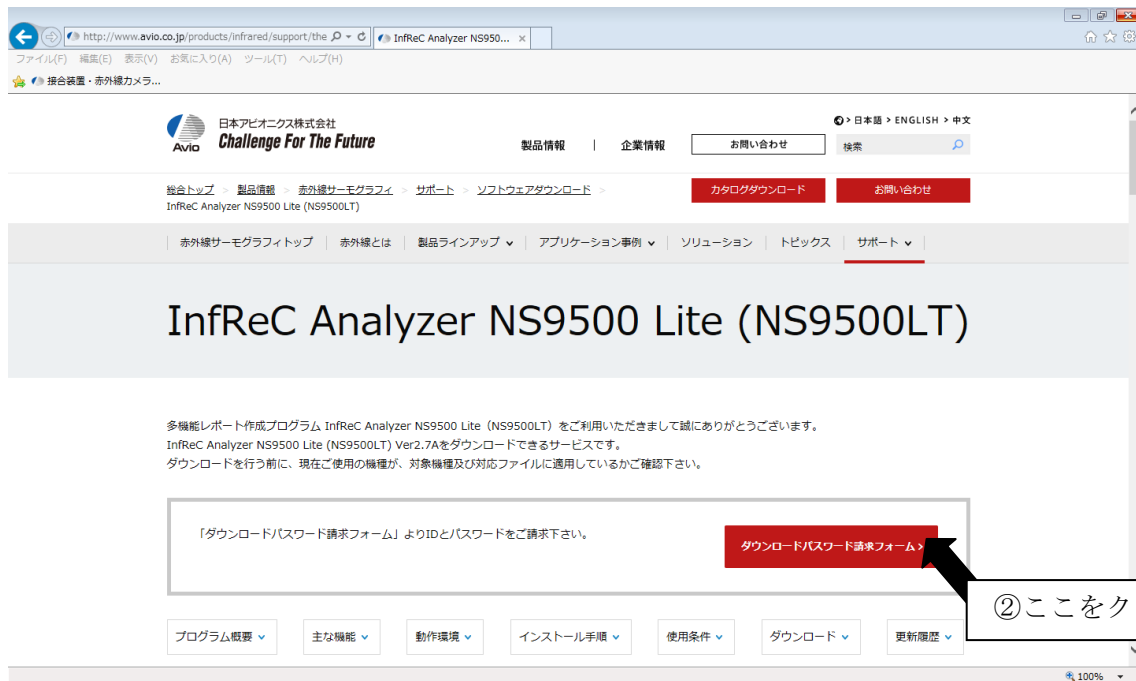 http://www.avio.co.jp/products/infrared/support/the
InfReC Analyzer NS950...
ファイル(F) 編集(E) 表示(V) お気に入り(A) ツール(T) ヘルプ(H)
接合装置・赤外線カメラ...
日本アビオニクス株式会社
Avio Challenge For The Future
> 日本語 > ENGLISH > 中文
製品情報 | 企業情報 お問い合わせ 検索
総合トップ > 製品情報 > 赤外線サーモグラフィ > サポート > ソフトウェアダウンロード >
InfReC Analyzer NS9500 Lite (NS9500LT)
カタログダウンロード お問い合わせ
赤外線サーモグラフィトップ 赤外線とは 製品ラインアップ アプリケーション事例 ソリューション トピックス サポート
InfReC Analyzer NS9500 Lite (NS9500LT)
多機能レポート作成プログラム InfReC Analyzer NS9500 Lite（NS9500LT）をご利用いただきまして誠にありがとうございます。
InfReC Analyzer NS9500 Lite (NS9500LT) Ver2.7Aをダウンロードできるサービスです。
ダウンロードを行う前に、現在ご使用の機種が、対象機種及び対応ファイルに適用しているかご確認下さい。
「ダウンロードパスワード請求フォーム」よりIDとパスワードをご請求下さい。
ダウンロードパスワード請求フォーム >
②ここをク
プログラム概要 主な機能 動作環境 インストール手順 使用条件 ダウンロード 更新履歴
100%